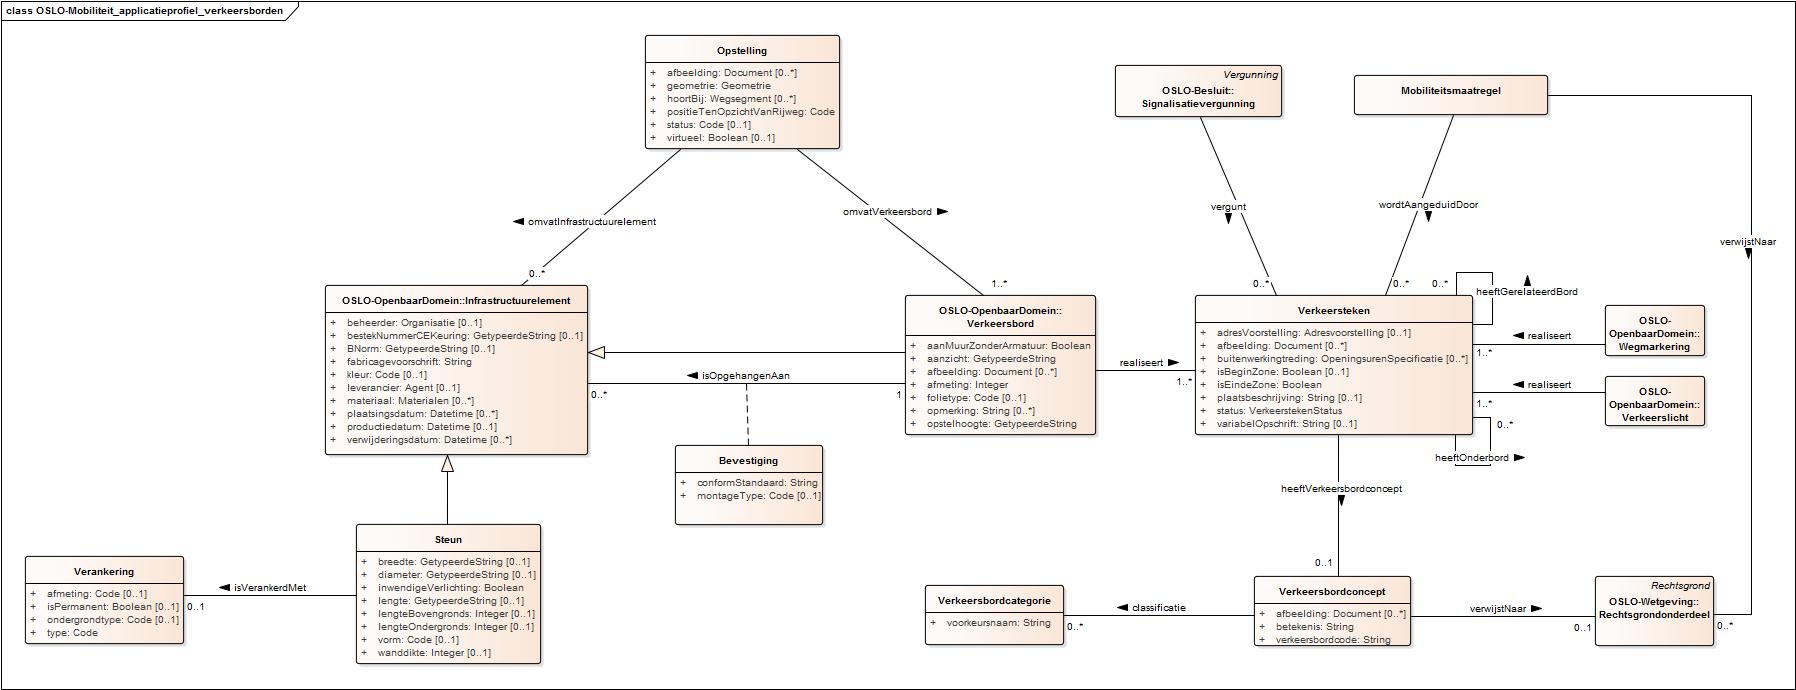 class OSLO-Mobiliteit_applicatieprofiel_verkeersborden
Opstelling
+ afbeelding: Document [0..*]
+ geometrie: Geometrie
+ hoortBij: Wegsegment [0..*]
+ positieTenOpzichtVanRijweg: Code
+ status: Code [0..1]
+ virtueel: Boolean [0..1]
Vergunning
OSLO-Besluit::
Signalisatievergunning
Mobiliteitsmaatregel
omvatInfrastructuurelement
0..*
omvatVerkeersbord
1..*
vergunt
0..*
wordtAangeduidDoor
0..*
verwijstNaar
0..*
heeftGerelateerdBord
OSLO-OpenbaarDomein::Infrastructuurelement
+ beheerder: Organisatie [0..1]
+ bestekNummerCEKeuring: GetypeerdeString [0..1]
+ BNorm: GetypeerdeString [0..1]
+ fabricagevoorschrift: String
+ kleur: Code [0..1]
+ leverancier: Agent [0..1]
+ materiaal: Materialen [0..*]
+ plaatsingsdatum: Datetime [0..*]
+ productiedatum: Datetime [0..1]
+ verwijderingsdatum: Datetime [0..*]
isOpgehangenAan
0..*
1
OSLO-OpenbaarDomein::
Verkeersbord
+ aanMuurZonderArmatuur: Boolean
+ aanzicht: GetypeerdeString
+ afbeelding: Document [0..*]
+ afmeting: Integer
+ folietype: Code [0..1]
+ opmerking: String [0..*]
+ opstelhoogte: GetypeerdeString
realiseert
1..*
Verkeersteken
+ adresVoorstelling: Adresvoorstelling [0..1]
+ afbeelding: Document [0..*]
+ buitenwerkingtreding: OpeningsurenSpecificatie [0..*]
+ isBeginZone: Boolean [0..1]
+ isEindeZone: Boolean
+ plaatsbeschrijving: String [0..1]
+ status: VerkeerstekenStatus
+ variabelOpschrift: String [0..1]
realiseert
1..*
OSLO-
OpenbaarDomein::
Wegmarkering
realiseert
1..*
OSLO-
OpenbaarDomein::
Verkeerslicht
0..*
heeftOnderbord
Bevestiging
+ conformStandaard: String
+ montageType: Code [0..1]
heeftVerkeersbordconcept
0..1
Verankering
+ afmeting: Code [0..1]
+ isPermanent: Boolean [0..1]
+ ondergrondtype: Code [0..1]
+ type: Code
isVerankerdMet
0..1
Steun
+ breedte: GetypeerdeString [0..1]
+ diameter: GetypeerdeString [0..1]
+ inwendigeVerlichting: Boolean
+ lengte: GetypeerdeString [0..1]
+ lengteBovengronds: Integer [0..1]
+ lengteOndergronds: Integer [0..1]
+ vorm: Code [0..1]
+ wanddikte: Integer [0..1]
Verkeersbordcategorie
+ voorkeursnaam: String
classificatie
0..*
Verkeersbordconcept
+ afbeelding: Document [0..*]
+ betekenis: String
+ verkeersbordcode: String
verwijstNaar
0..1
Rechtsgrond
OSLO-Wetgeving::
Rechtsgrondonderdeel
0..*